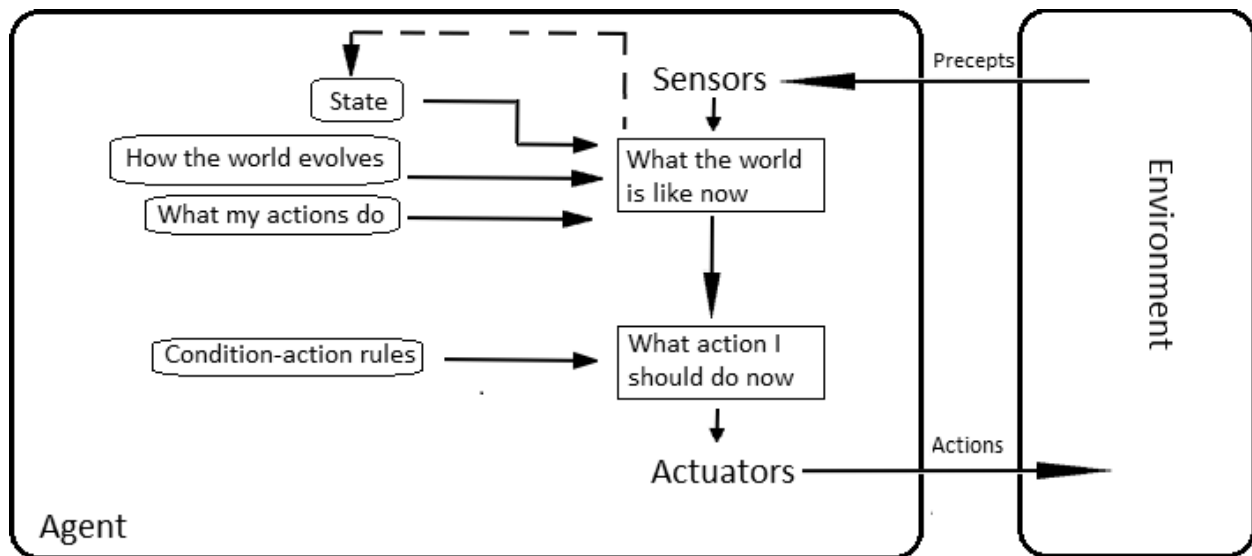 Precepts
Sensors
State
How the world evolves
What the world
is like now
What my actions do
Environment
Condition-action rules
What action I
should do now
Actions
Actuators
Agent